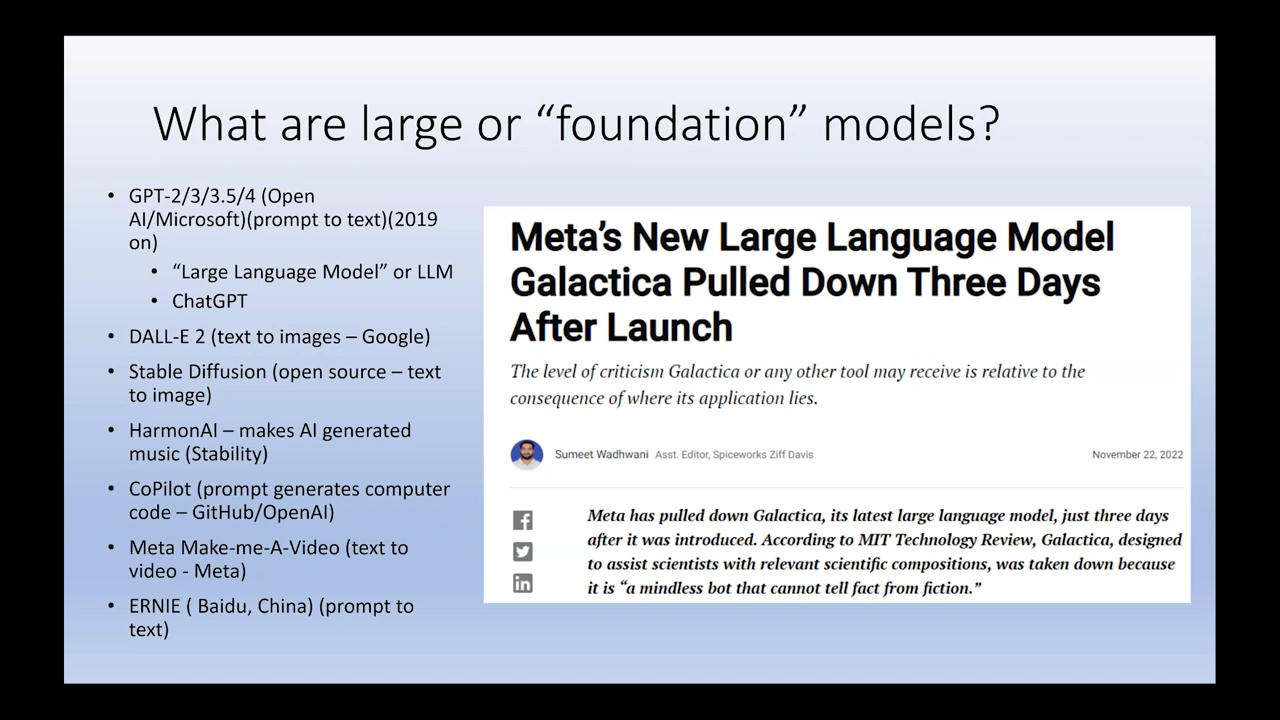 What are large or “foundation” models?
• GPT-2/3/3.5/4 (Open
AI/Microsoft)(prompt to text)(2019
on)
• “Large Language Model” or LLM
• ChatGPT
• DALL-E 2 (text to images – Google)
• Stable Diffusion (open source – text
to image)
• HarmonAI – makes AI generated
music (Stability)
• CoPilot (prompt generates computer
code – GitHub/OpenAI)
• Meta Make-me-A-Video (text to
video - Meta)
• ERNIE ( Baidu, China) (prompt to
text)
Meta’s New Large Language Model
Galactica Pulled Down Three Days
After Launch
The level of criticism Galactica or any other tool may receive is relative to the
consequence of where its application lies.
Sumeet Wadhwani Asst. Editor, Spiceworks Ziff Davis
November 22, 2022
Meta has pulled down Galactica, its latest large language model, just three days
after it was introduced. According to MIT Technology Review, Galactica, designed
to assist scientists with relevant scientific compositions, was taken down because
it is “a mindless bot that cannot tell fact from fiction.”